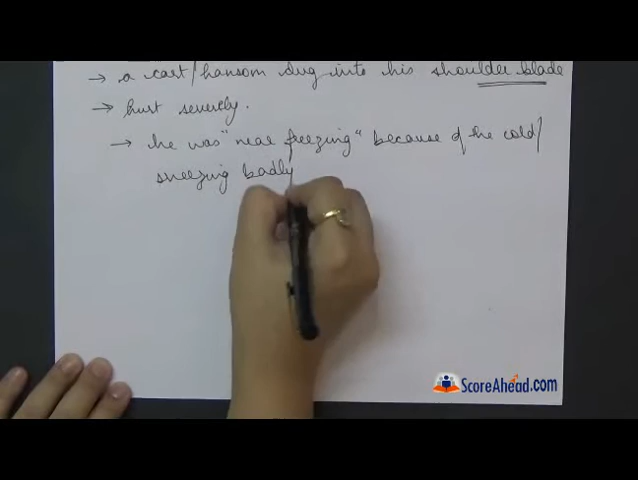 → a cart/hansom dug into his shoulder blade
→ hurt severely.
→ he was "near freezing" because of the cold/
sneezing badly
ScoreAhead.com